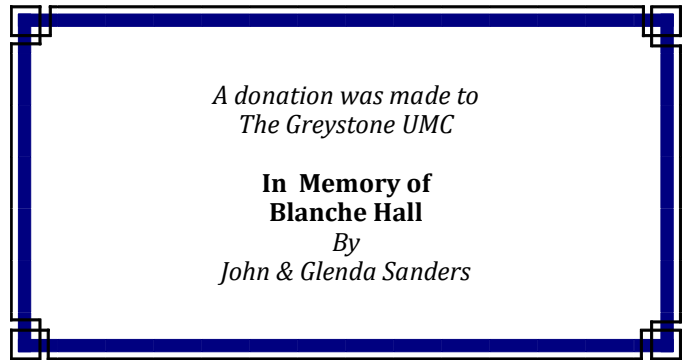 A donation was made to
The Greystone UMC
In Memory of
Blanche Hall
By
John & Glenda Sanders